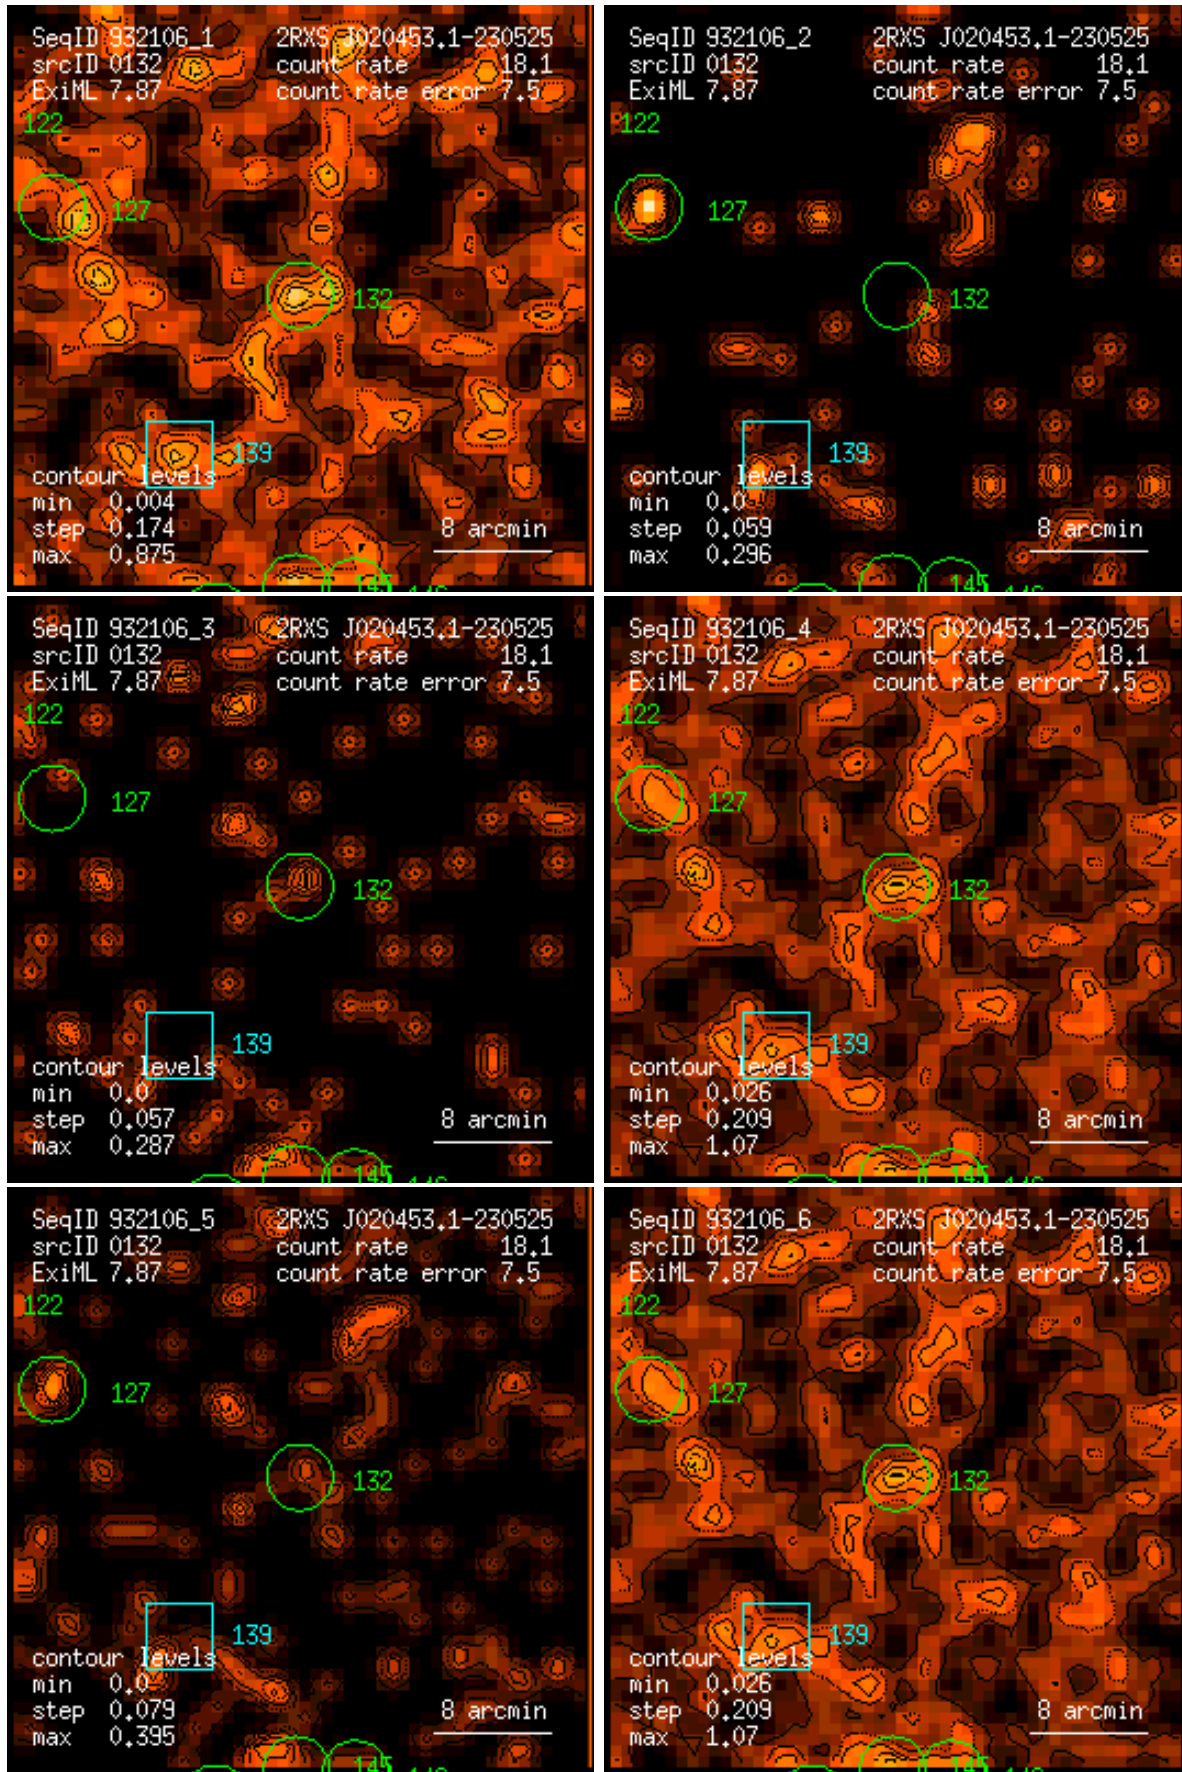 SeqID 932106_1 2RXS J020453.1-230525
srcID 0132 count rate 18.1
ExiML 7.87 count rate error 7.5
122
127
132
139
contour levels
min 0.004
step 0.174 8 arcmin
max 0.875
145
SeqID 932106_2 2RXS J020453.1-230525
srcID 0132 count rate 18.1
ExiML 7.87 count rate error 7.5
122
127
132
139
contour levels
min 0.0
step 0.059 8 arcmin
max 0.296
145
SeqID 932106_3 2RXS J020453.1-230525
srcID 0132 count rate 18.1
ExiML 7.87 count rate error 7.5
122
127
132
139
contour levels
min 0.0
step 0.057 8 arcmin
max 0.287
145
SeqID 932106_4 2RXS J020453.1-230525
srcID 0132 count rate 18.1
ExiML 7.87 count rate error 7.5
122
127
132
139
contour levels
min 0.026
step 0.209 8 arcmin
max 1.07
145
SeqID 932106_5 2RXS J020453.1-230525
srcID 0132 count rate 18.1
ExiML 7.87 count rate error 7.5
122
127
132
139
contour levels
min 0.0
step 0.079 8 arcmin
max 0.395
145
SeqID 932106_6 2RXS J020453.1-230525
srcID 0132 count rate 18.1
ExiML 7.87 count rate error 7.5
122
127
132
139
contour levels
min 0.026
step 0.209 8 arcmin
max 1.07
145